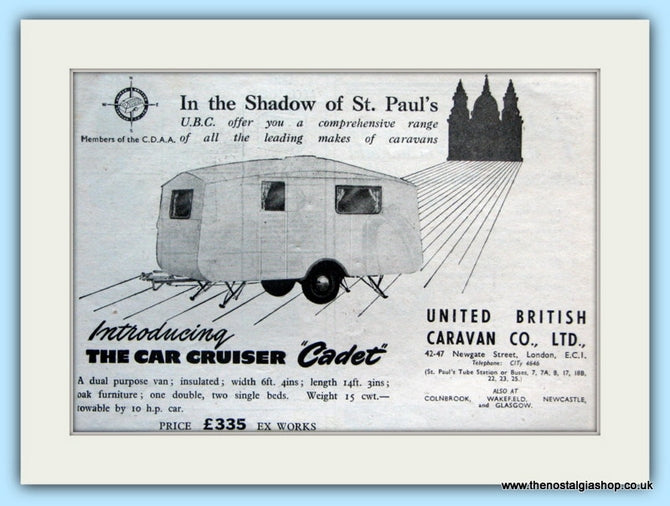 In the Shadow of St. Paul's
U.B.C. offer you a comprehensive range
of all the leading makes of caravans
Members of the C.D.A.A.
Introducing
THE CAR CRUISER "Cadet"
A dual purpose van; insulated; width 6ft. 4ins; length 14ft. 3ins;
oak furniture; one double, two single beds. Weight 15 cwt.—
towable by 10 h.p. car.
PRICE £335 EX WORKS
UNITED BRITISH
CARAVAN CO., LTD.,
42-47 Newgate Street, London, E.C.1.
Telephone: CITy 4646
(St. Paul's Tube Station or Buses, 7, 7A, 8, 17, 18B,
22, 23, 25.)
ALSO AT
COLNBROOK, WAKEFIELD, NEWCASTLE,
and GLASGOW.
www.thenostalgiashop.co.uk